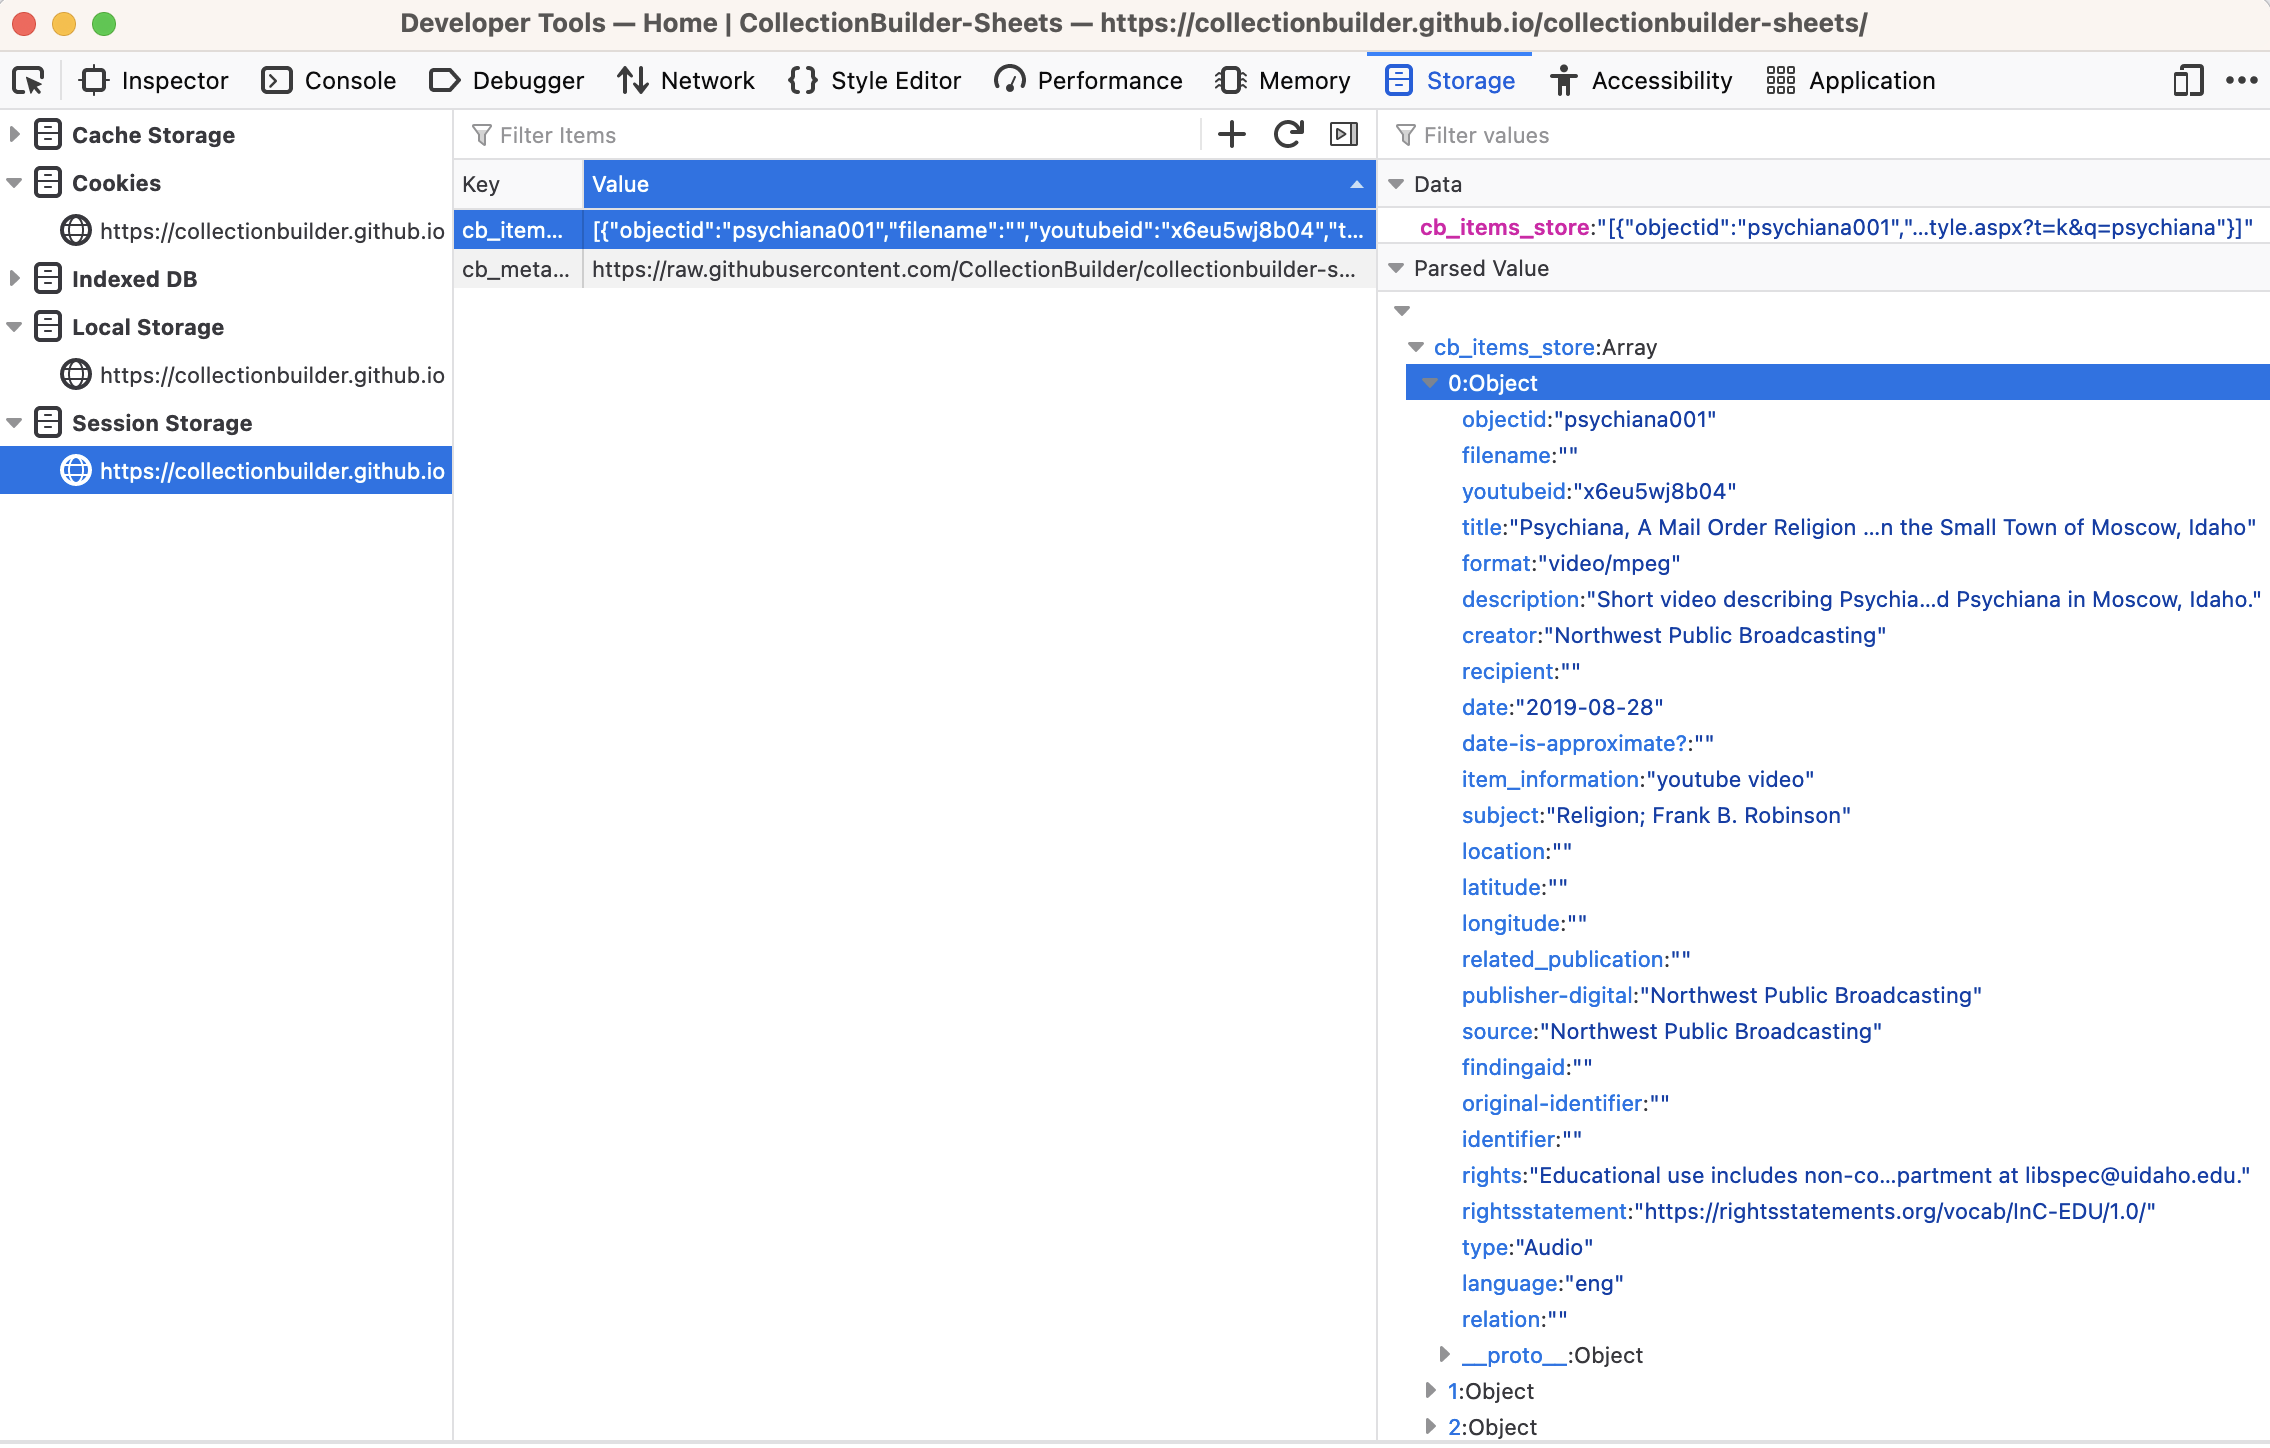 Developer Tools — Home | CollectionBuilder-Sheets — https://collectionbuilder.github.io/collectionbuilder-sheets/
Inspector Console Debugger Network Style Editor Performance Memory Storage Accessibility Application
Cache Storage
Cookies
https://collectionbuilder.github.io
Indexed DB
Local Storage
https://collectionbuilder.github.io
Session Storage
https://collectionbuilder.github.io
Filter Items
Key Value
cb_item... [{"objectid":"psychiana001","filename":"","youtubeid":"x6eu5wj8b04","t...
cb_meta... https://raw.githubusercontent.com/CollectionBuilder/collectionbuilder-s...
Filter values
Data
cb_items_store:"[{"objectid":"psychiana001","...tyle.aspx?t=k&q=psychiana"}]"
Parsed Value
cb_items_store:Array
0:Object
objectid:"psychiana001"
filename:""
youtubeid:"x6eu5wj8b04"
title:"Psychiana, A Mail Order Religion ...n the Small Town of Moscow, Idaho"
format:"video/mpeg"
description:"Short video describing Psychia...d Psychiana in Moscow, Idaho."
creator:"Northwest Public Broadcasting"
recipient:""
date:"2019-08-28"
date-is-approximate?:""
item_information:"youtube video"
subject:"Religion; Frank B. Robinson"
location:""
latitude:""
longitude:""
related_publication:""
publisher-digital:"Northwest Public Broadcasting"
source:"Northwest Public Broadcasting"
findingaid:""
original-identifier:""
identifier:""
rights:"Educational use includes non-co...partment at libspec@uidaho.edu."
rightsstatement:"https://rightsstatements.org/vocab/InC-EDU/1.0/"
type:"Audio"
language:"eng"
relation:""
__proto__:Object
1:Object
2:Object